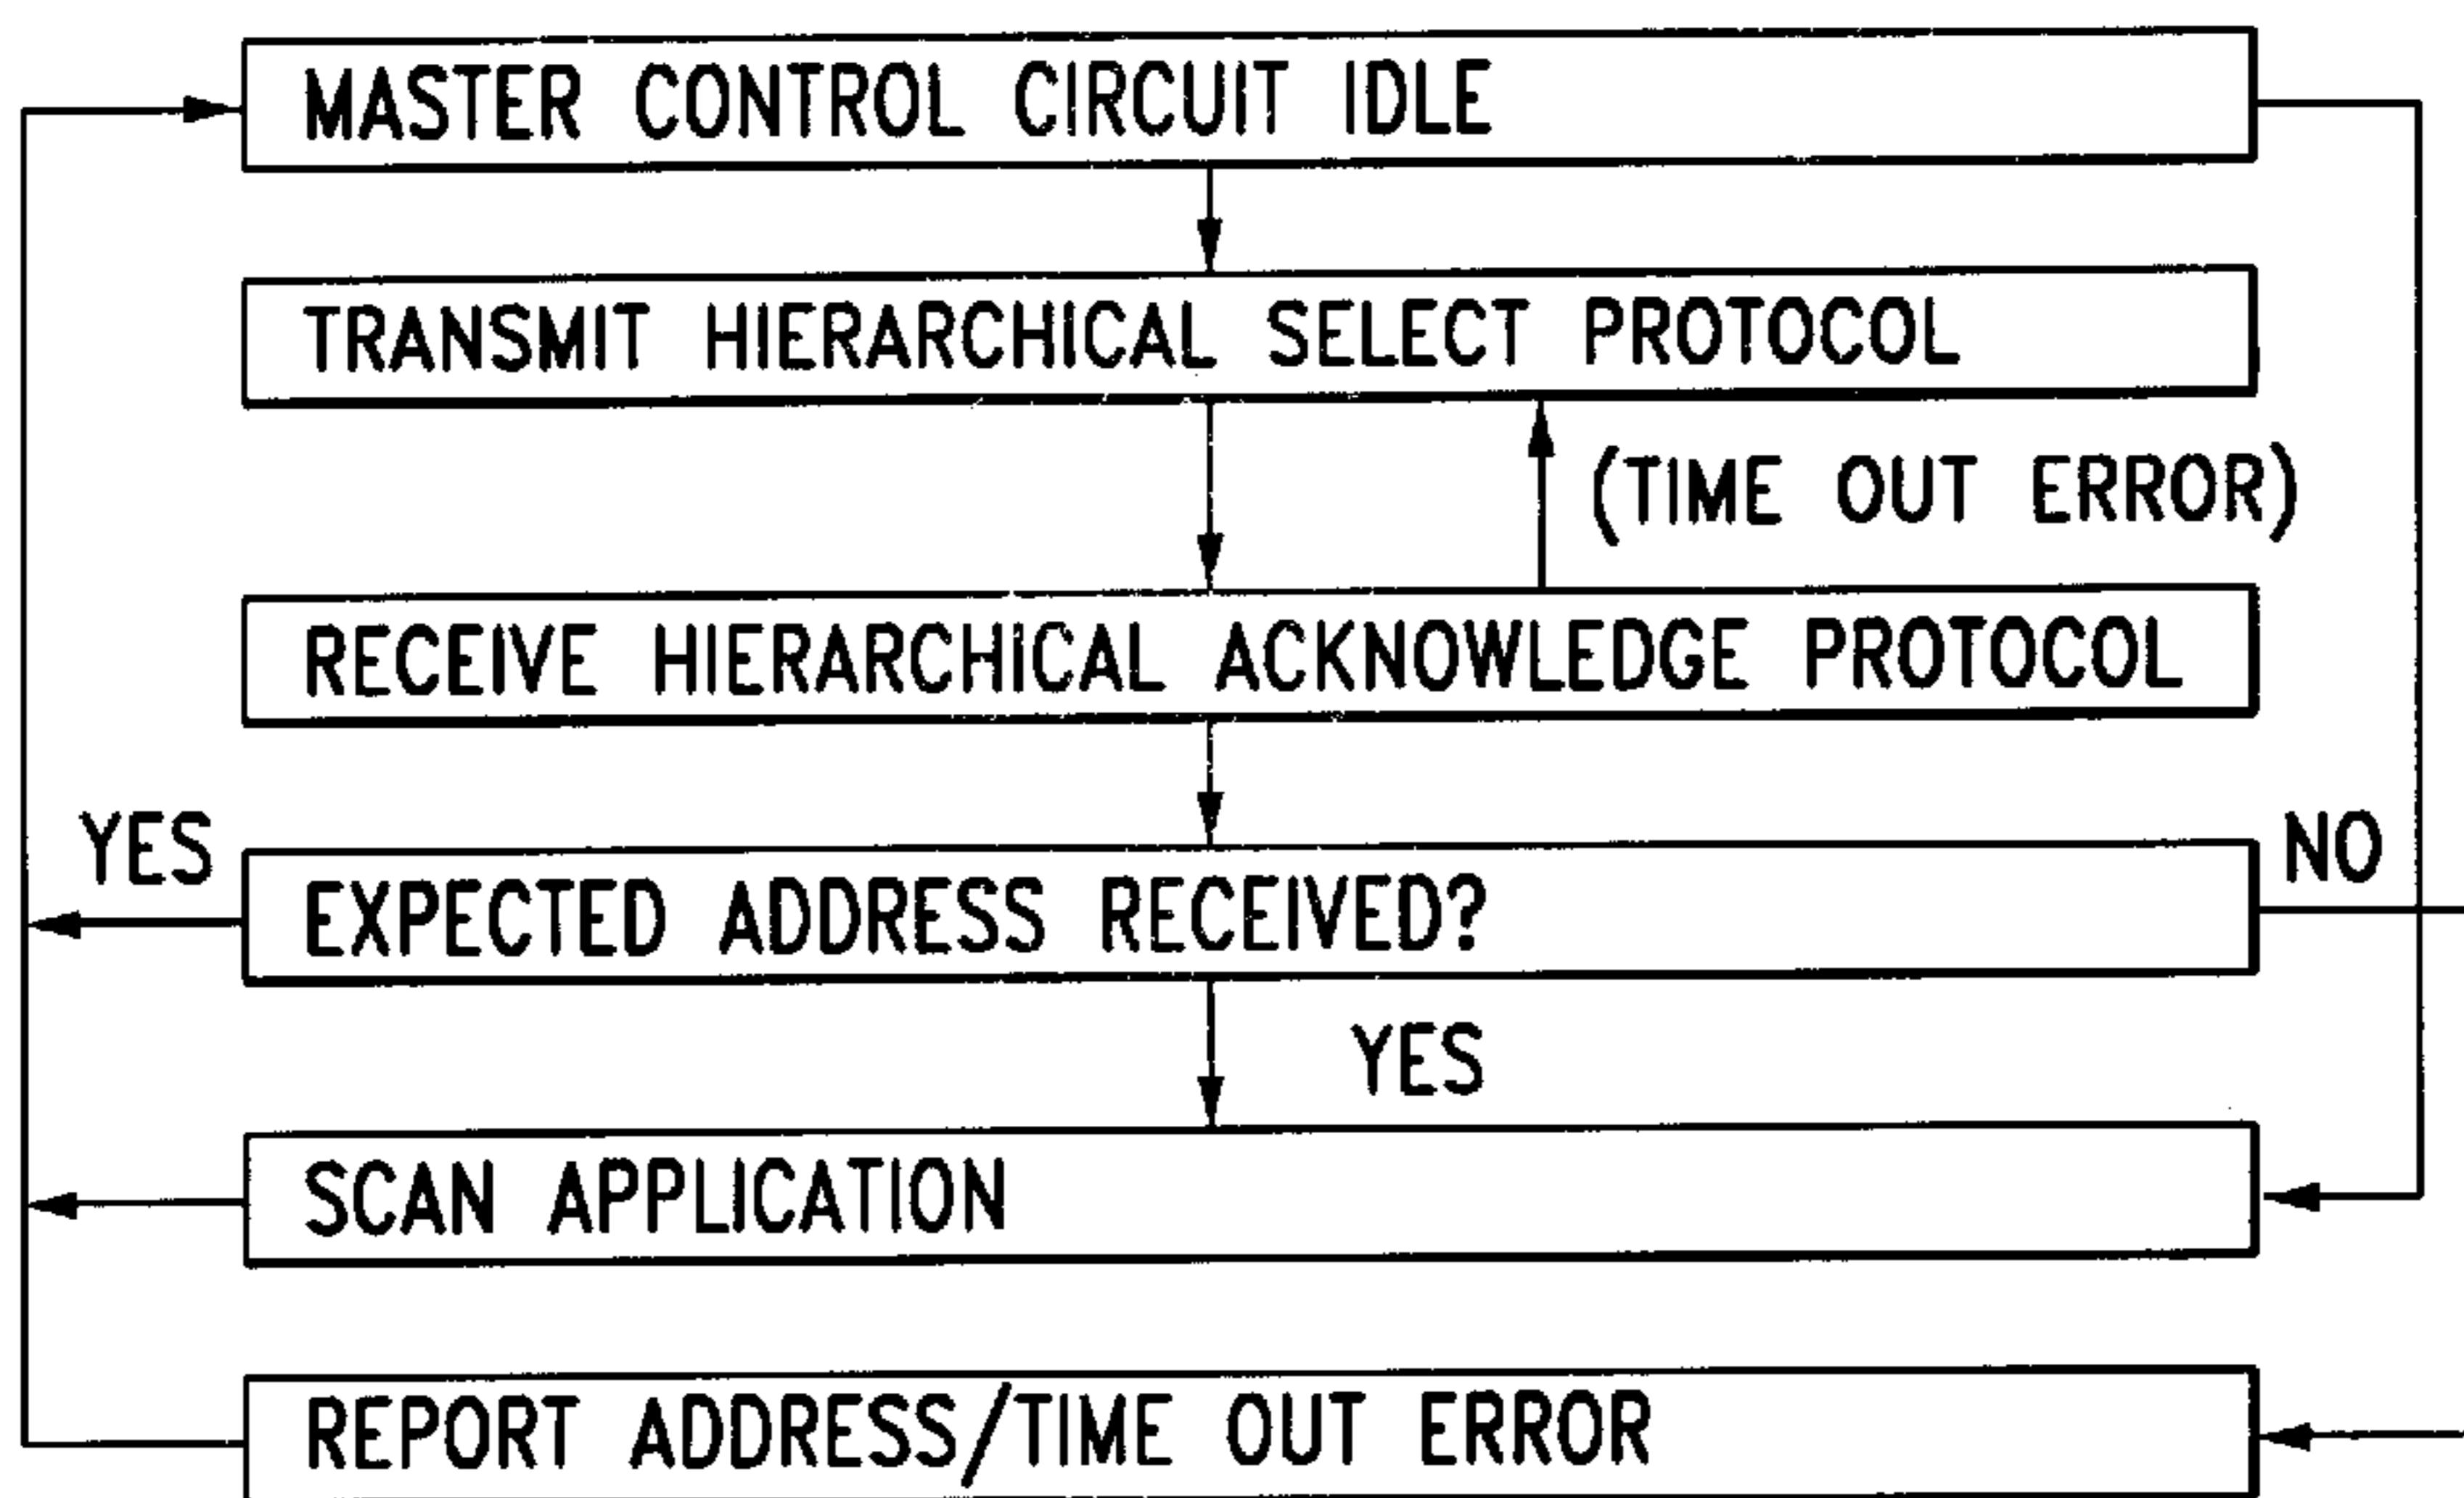 MASTER CONTROL CIRCUIT IDLE
TRANSMIT HIERARCHICAL SELECT PROTOCOL
(TIME OUT ERROR)
RECEIVE HIERARCHICAL ACKNOWLEDGE PROTOCOL
YES
NO
EXPECTED ADDRESS RECEIVED?
YES
SCAN APPLICATION
REPORT ADDRESS/TIME OUT ERROR